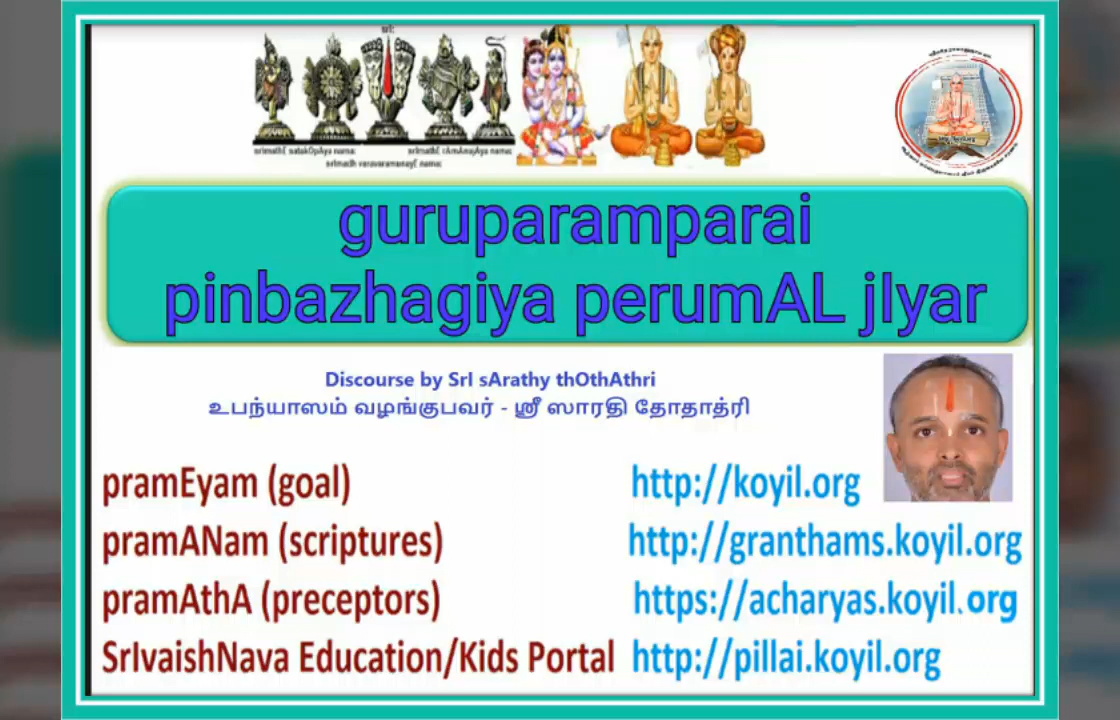 srI:
srImathE satakOpAya nama: srImathE rAmAnujAya nama:
srImadh varavaramunayE nama:
guruparamparai
pinbazhagiya perumAL jIyar
Discourse by SrI sArathy thOthAthri
உபந்யாஸம் வழங்குபவர் - ஸ்ரீ ஸாரதி தோதாத்ரி
pramEyam (goal) http://koyil.org
pramANam (scriptures) http://granthams.koyil.org
pramAthA (preceptors) https://acharyas.koyil.org
SrIvaishNava Education/Kids Portal http://pillai.koyil.org